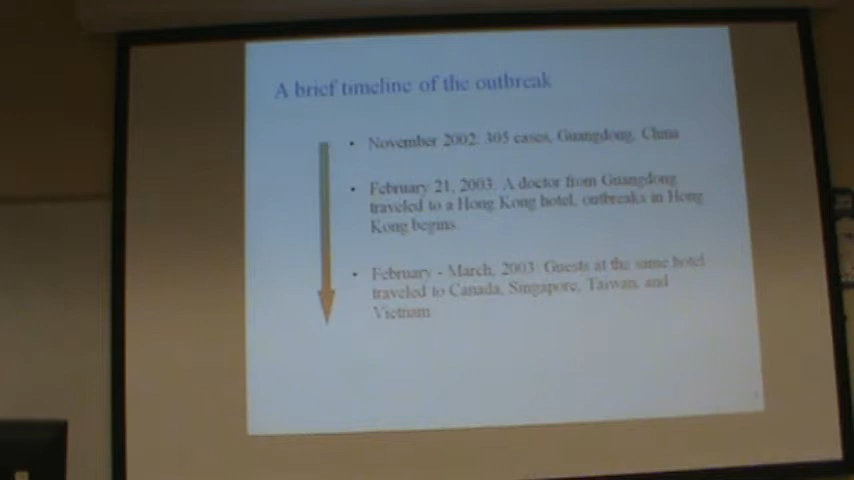 A brief timeline of the outbreak
• November 2002: 305 cases, Guangdong, China
• February 21, 2003: A doctor from Guangdong
traveled to a Hong Kong hotel, outbreaks in Hong
Kong begins.
• February - March, 2003: Guests at the same hotel
traveled to Canada, Singapore, Taiwan, and
Vietnam